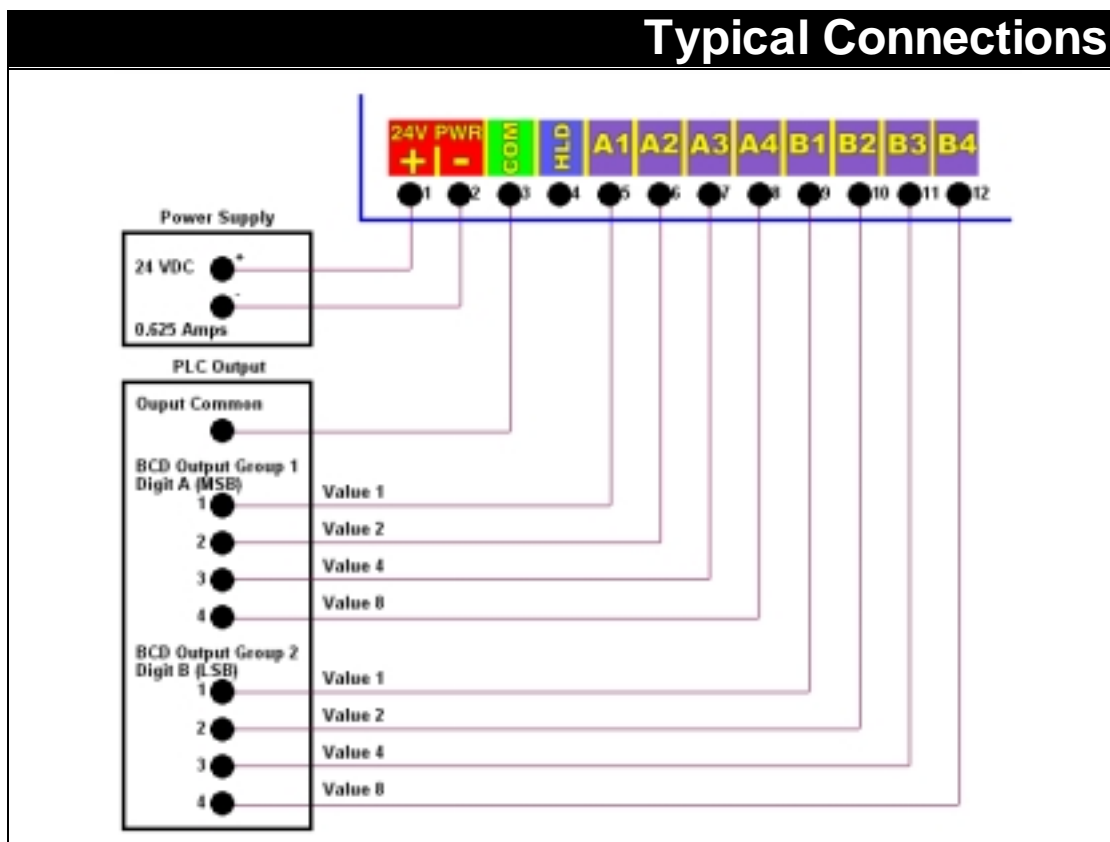 Typical Connections
24V PWR COM HLD A1 A2 A3 A4 B1 B2 B3 B4
+ -
1 2 3 4 5 6 7 8 9 10 11 12
Power Supply
24 VDC +
-
0.625 Amps
PLC Output
Ouput Common
BCD Output Group 1
Digit A (MSB)
1 Value 1
2 Value 2
3 Value 4
4 Value 8
BCD Output Group 2
Digit B (LSB)
1 Value 1
2 Value 2
3 Value 4
4 Value 8